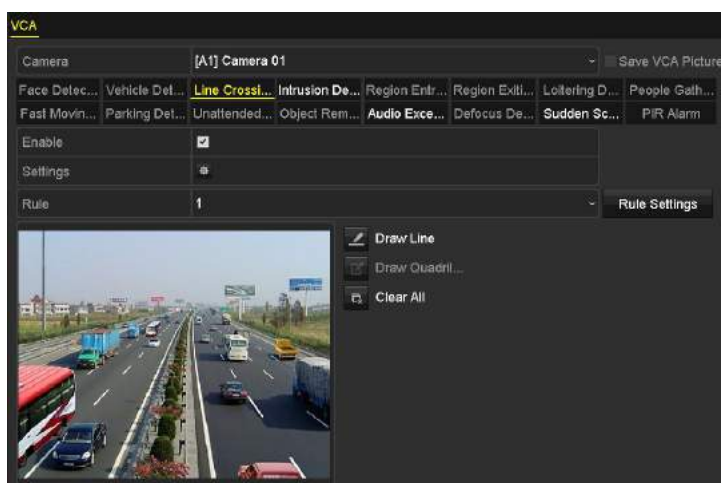 VCA
Camera [A1] Camera 01 Save VCA Picture
Face Detec... Vehicle Det... Line Crossi... Intrusion De... Region Entr... Region Exiti... Loitering D... People Gath...
Fast Movin... Parking Det... Unattended... Object Rem... Audio Exce... Defocus De... Sudden Sc... PIR Alarm
Enable
Settings
Rule 1 Rule Settings
Draw Line
Draw Quadril...
Clear All